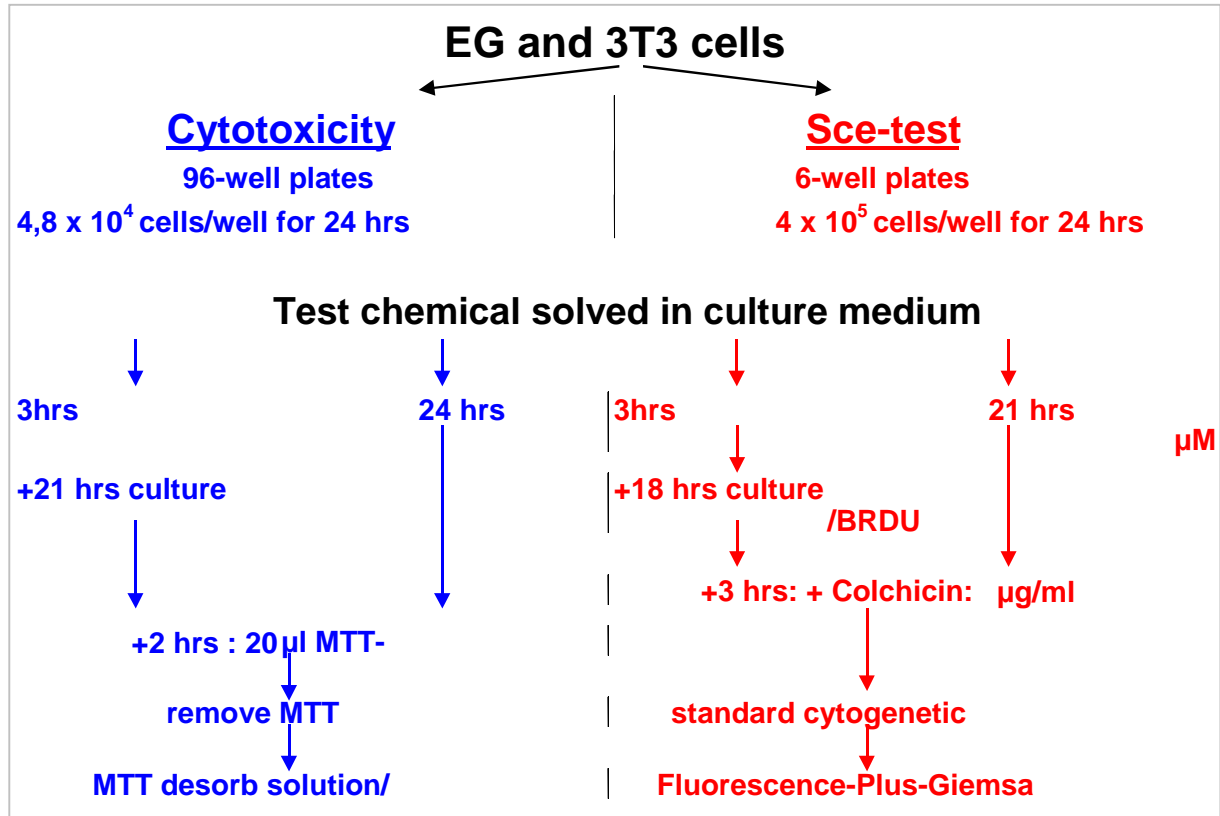 EG and 3T3 cells
Cytotoxicity
96-well plates
4,8 x 10⁴ cells/well for 24 hrs
Sce-test
6-well plates
4 x 10⁵ cells/well for 24 hrs
Test chemical solved in culture medium
3hrs
24 hrs
3hrs
21 hrs
µM
+21 hrs culture
+18 hrs culture
/BRDU
+3 hrs: + Colchicin: µg/ml
+2 hrs : 20 µl MTT-
remove MTT
standard cytogenetic
MTT desorb solution/
Fluorescence-Plus-Giemsa